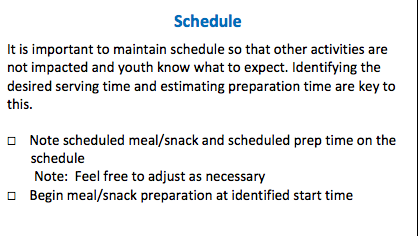 Schedule
It is important to maintain schedule so that other activities are
not impacted and youth know what to expect. Identifying the
desired serving time and estimating preparation time are key to
this.
□ Note scheduled meal/snack and scheduled prep time on the
schedule
Note: Feel free to adjust as necessary
□ Begin meal/snack preparation at identified start time